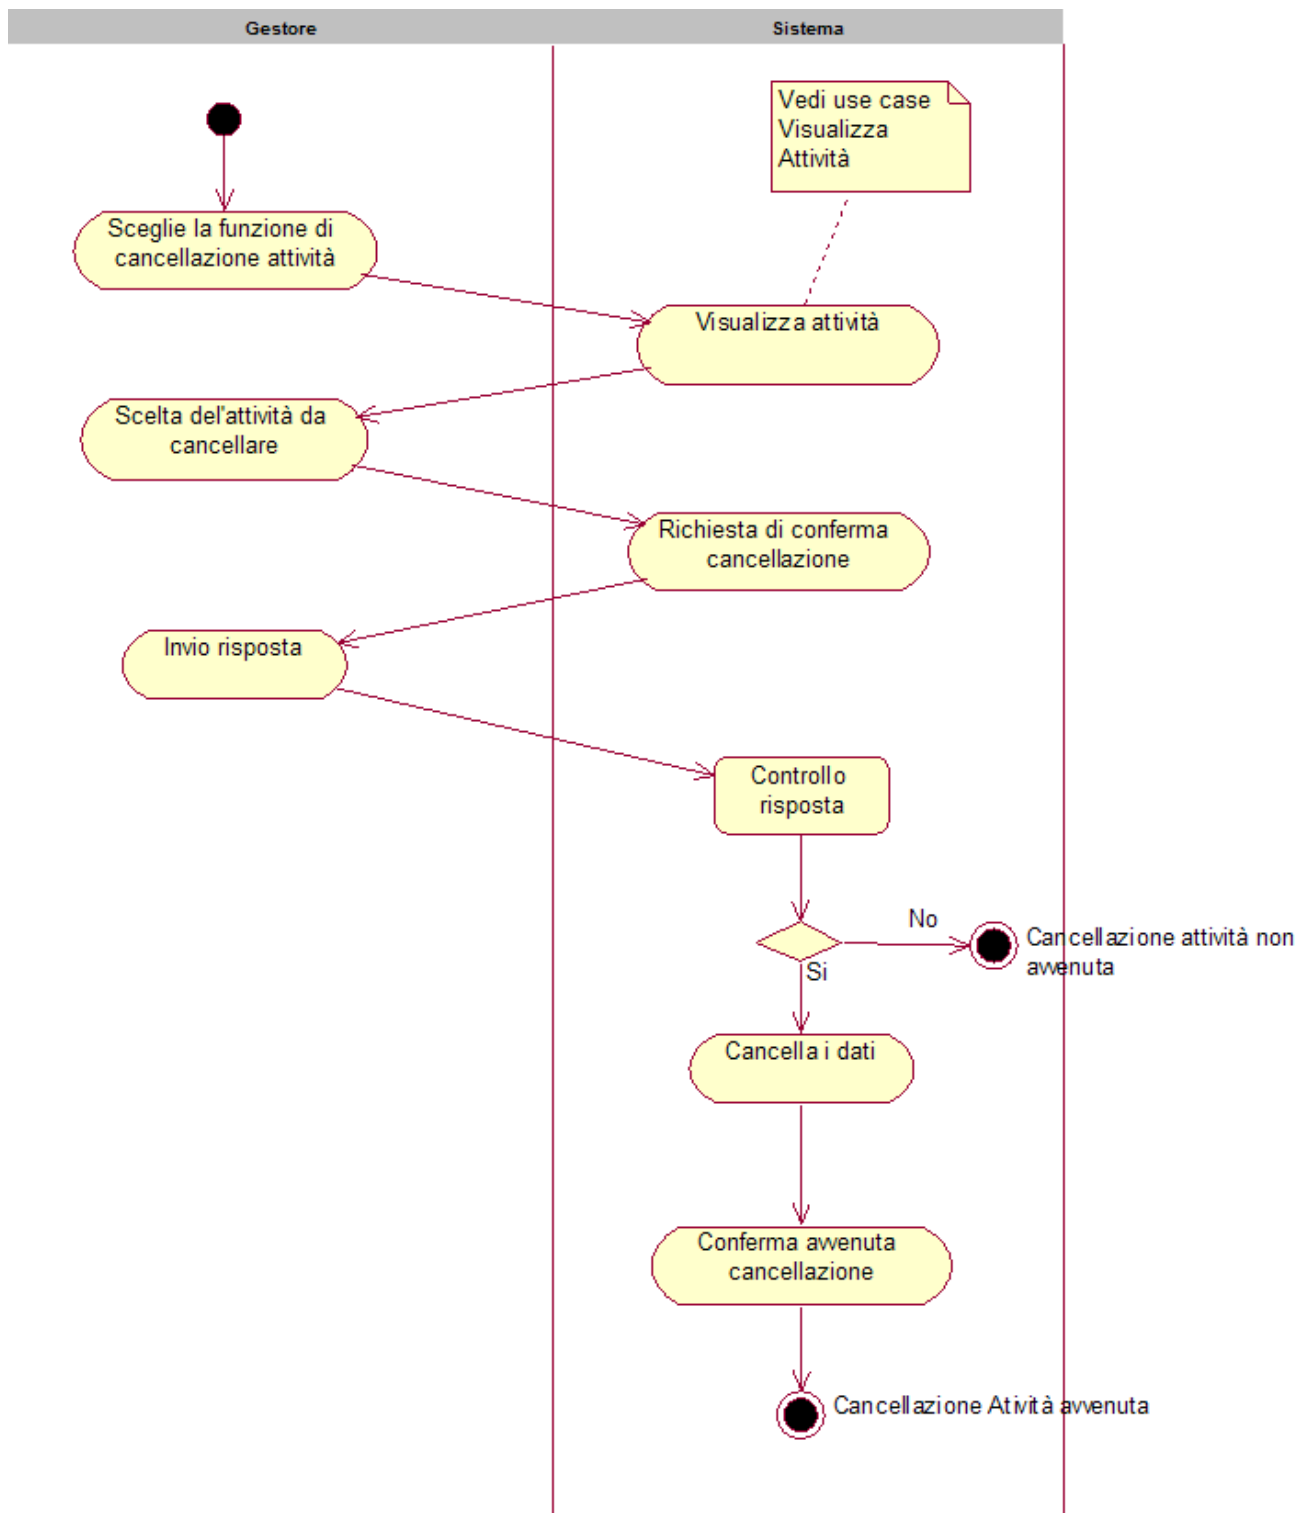 Gestore
Sistema
Vedi use case
Visualizza
Attività
Sceglie la funzione di
cancellazione attività
Visualizza attività
Scelta del'attività da
cancellare
Richiesta di conferma
cancellazione
Invio risposta
Controllo
risposta
No
Cancellazione attività non
avvenuta
Si
Cancella i dati
Conferma avvenuta
cancellazione
Cancellazione Atività avvenuta